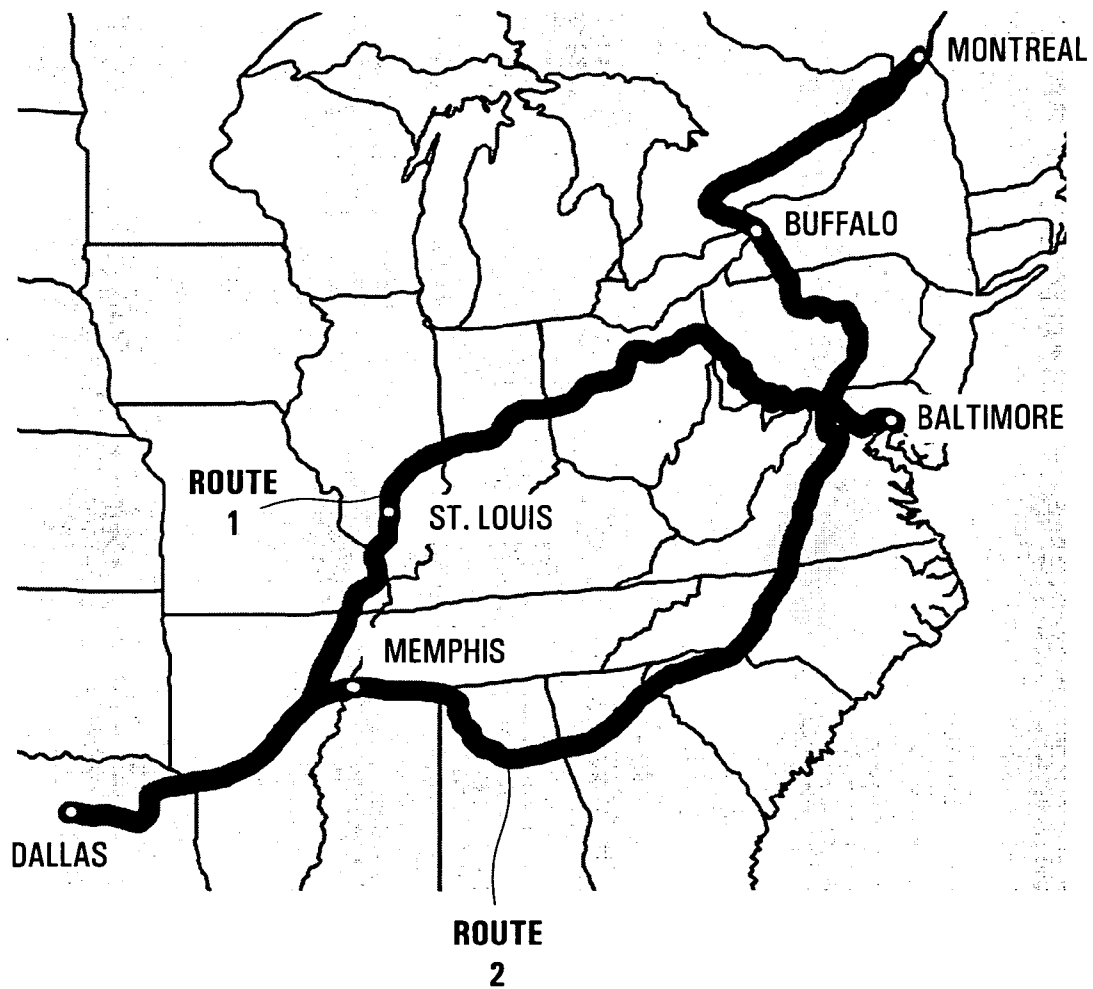 MONTREAL
BUFFALO
BALTIMORE
ROUTE
1
ST. LOUIS
MEMPHIS
DALLAS
ROUTE
2